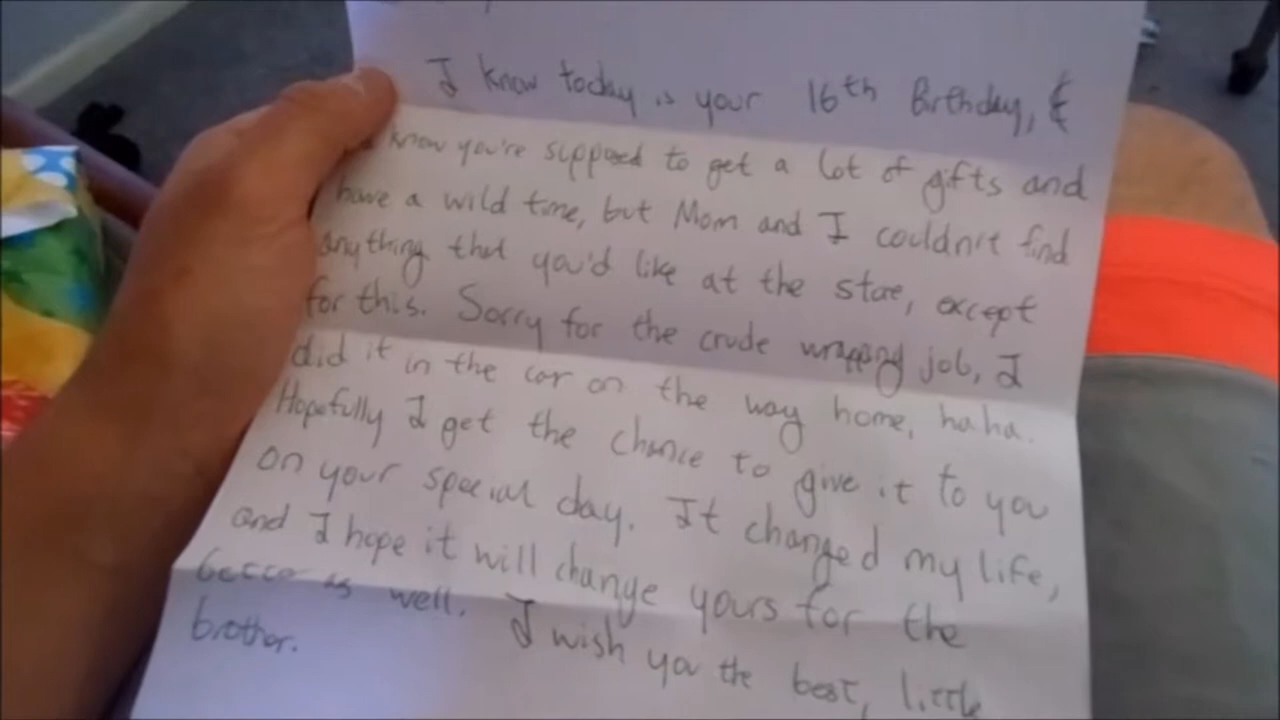 I know today is your 16th Birthday, &
know you're supposed to get a lot of gifts and
have a wild time, but Mom and I couldn't find
anything that you'd like at the store, except
for this. Sorry for the crude wrapping job, I
did it in the car on the way home, haha.
Hopefully I get the chance to give it to you
on your special day. It changed my life,
and I hope it will change yours for the
better as well. I wish you the best, little
brother.